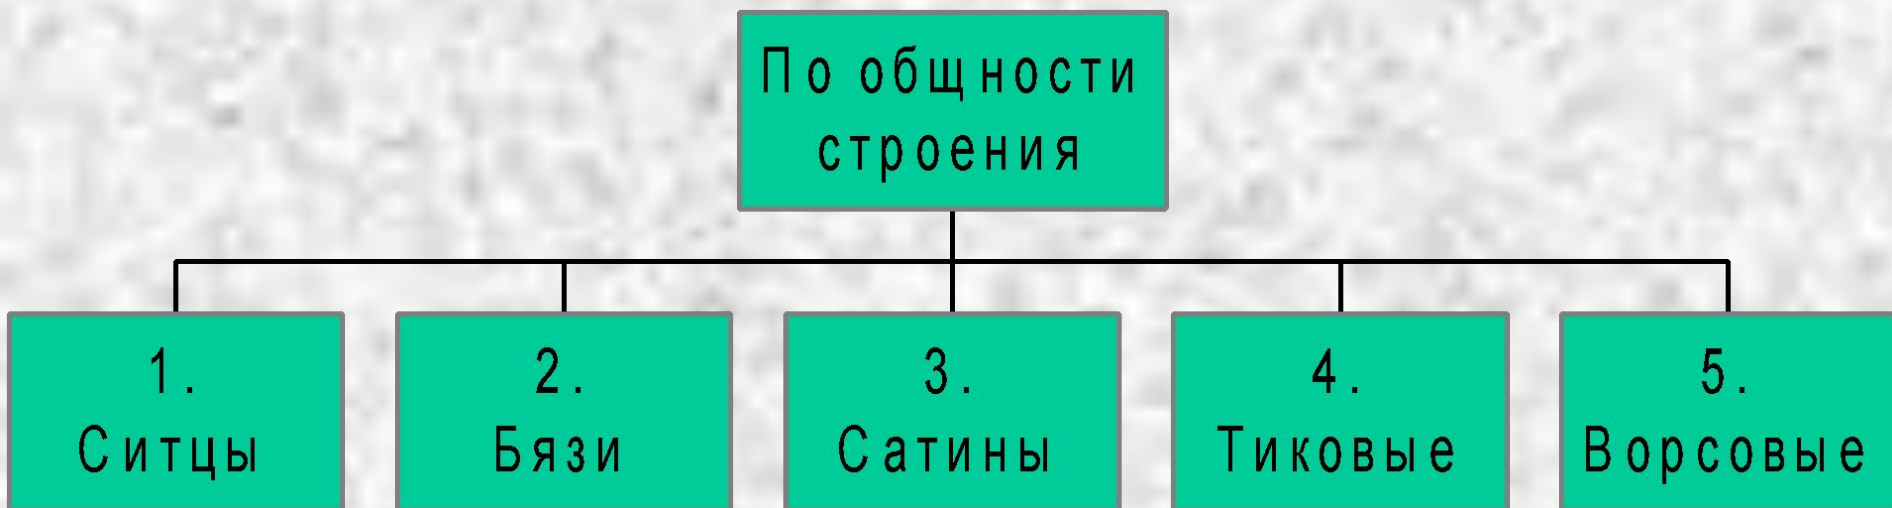 По общности
строения
1.
Ситцы
2.
Бязи
3.
Сатины
4.
Тиковые
5.
Ворсовые